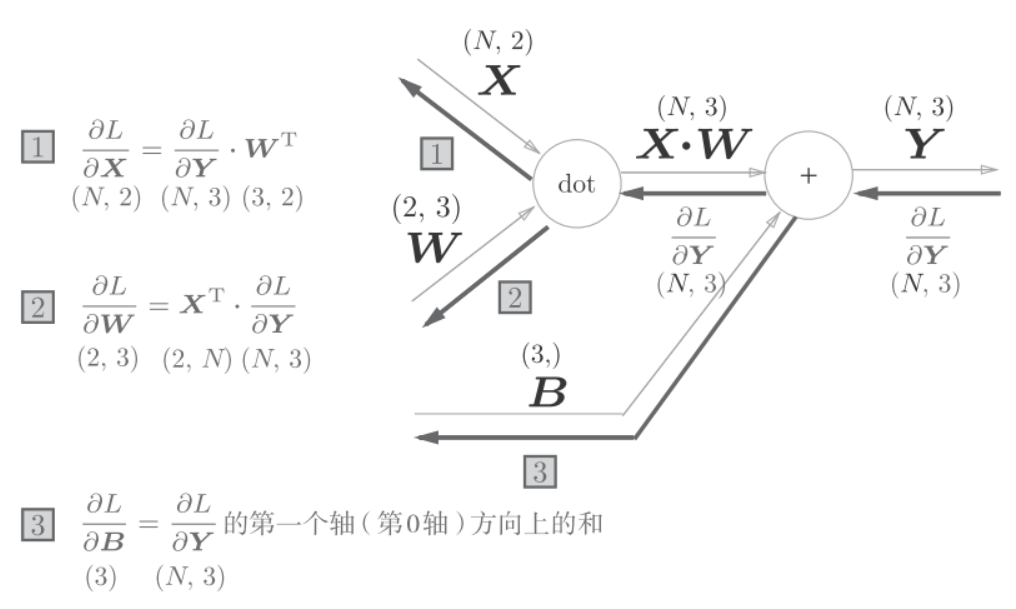 1 ∂L/∂X = ∂L/∂Y · W^T
(N, 2) (N, 3) (3, 2)
2 ∂L/∂W = X^T · ∂L/∂Y
(2, 3) (2, N) (N, 3)
3 ∂L/∂B = ∂L/∂Y 的第一个轴(第0轴)方向上的和
(3) (N, 3)
(N, 2)
X
1
(2, 3)
W
2
dot
(N, 3)
X·W
∂L/∂Y
(N, 3)
+
(N, 3)
Y
∂L/∂Y
(N, 3)
(3,)
B
3